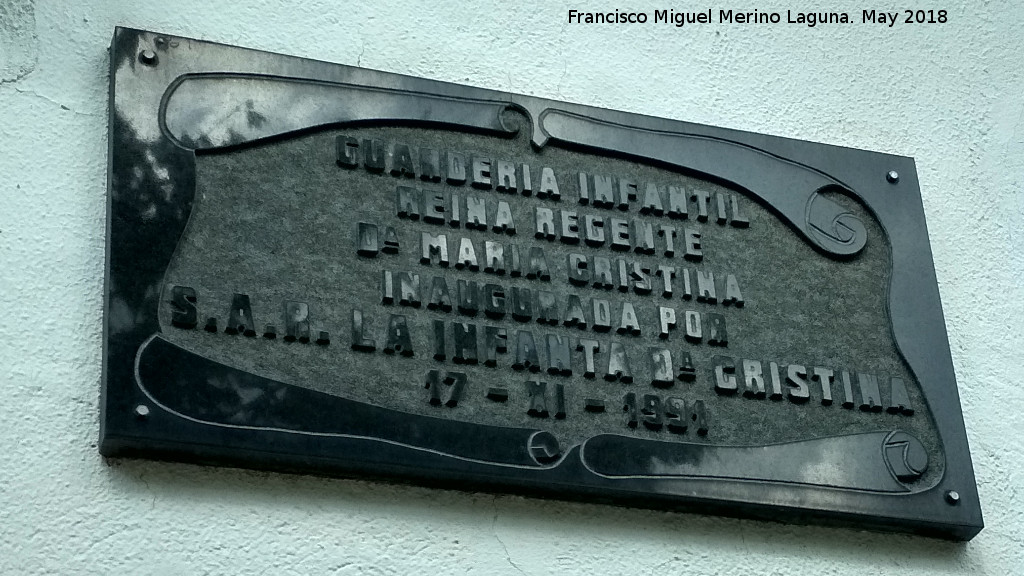 Francisco Miguel Merino Laguna. May 2018
GUARDERIA INFANTIL
REINA REGENTE
Dª MARIA CRISTINA
INAUGURADA POR
S.A.R. LA INFANTA Dª CRISTINA
17 - XI - 1991